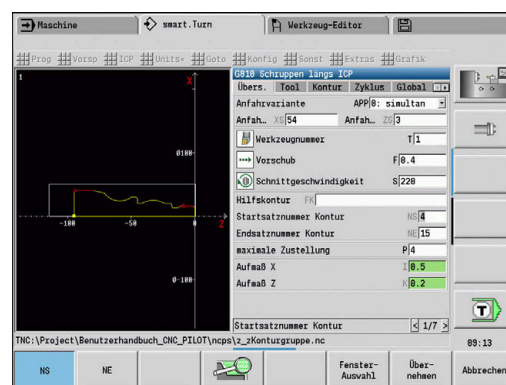 Maschine smart.Turn Werkzeug-Editor
Prog Vorsp ICP Units» Goto Konfig Sonst Extras Grafik
1
X
Z
Ø100
-100 -50 0
Ø-100
G810 Schruppen längs ICP
Übers. Tool Kontur Zyklus Global
Anfahrvariante APP 0: simultan
Anfah… XS 54 Anfah… ZS 3
Werkzeugnummer T 1
Vorschub F 0.4
Schnittgeschwindigkeit S 220
Hilfskontur FK
Startsatznummer Kontur NS 4
Endsatznummer Kontur NE 15
maximale Zustellung P 4
Aufmaß X I 0.5
Aufmaß Z K 0.2
Startsatznummer Kontur < 1/7 >
TNC:\Project\Benutzerhandbuch_CNC_PILOT\ncps\z_zKonturgruppe.nc
T
09:13
NS
NE
Fenster-
Auswahl
Über-
nehmen
Abbrechen